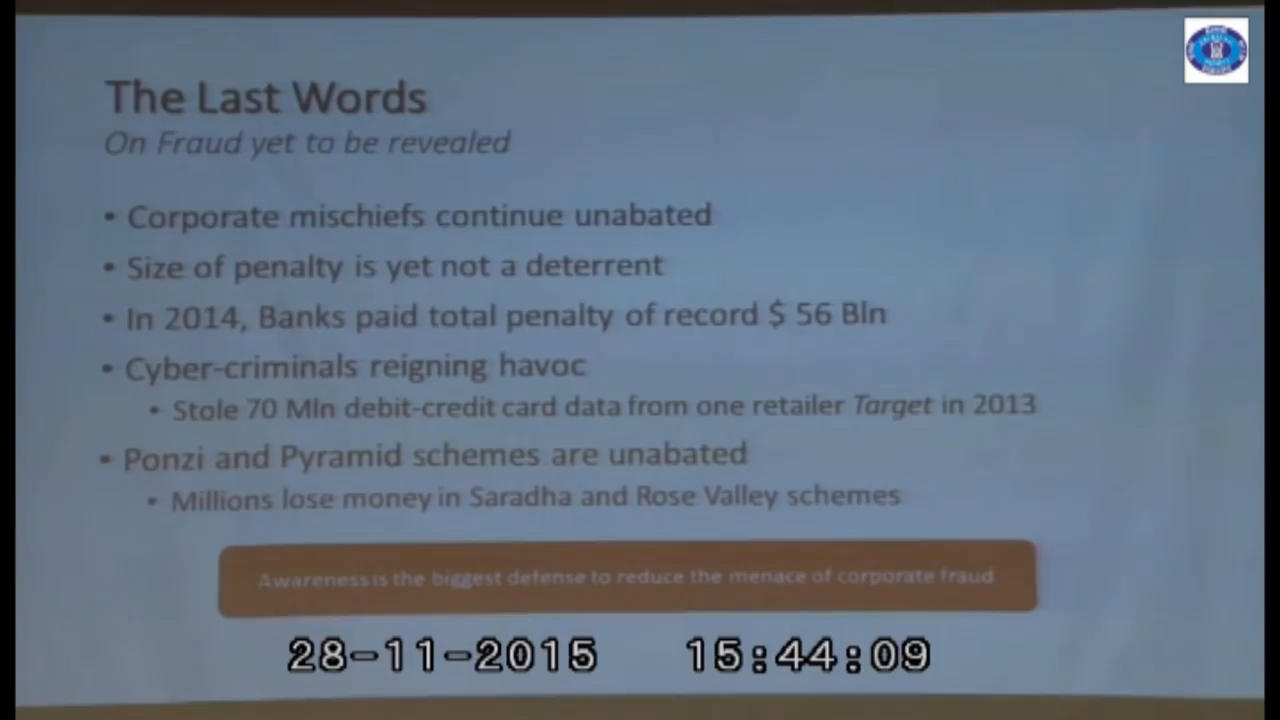 The Last Words
On Fraud yet to be revealed
• Corporate mischiefs continue unabated
• Size of penalty is yet not a deterrent
• In 2014, Banks paid total penalty of record $ 56 Bln
• Cyber-criminals reigning havoc
• Stole 70 Mln debit-credit card data from one retailer Target in 2013
• Ponzi and Pyramid schemes are unabated
• Millions lose money in Saradha and Rose Valley schemes
Awareness is the biggest defense to reduce the menace of corporate fraud
28-11-2015 15:44:09